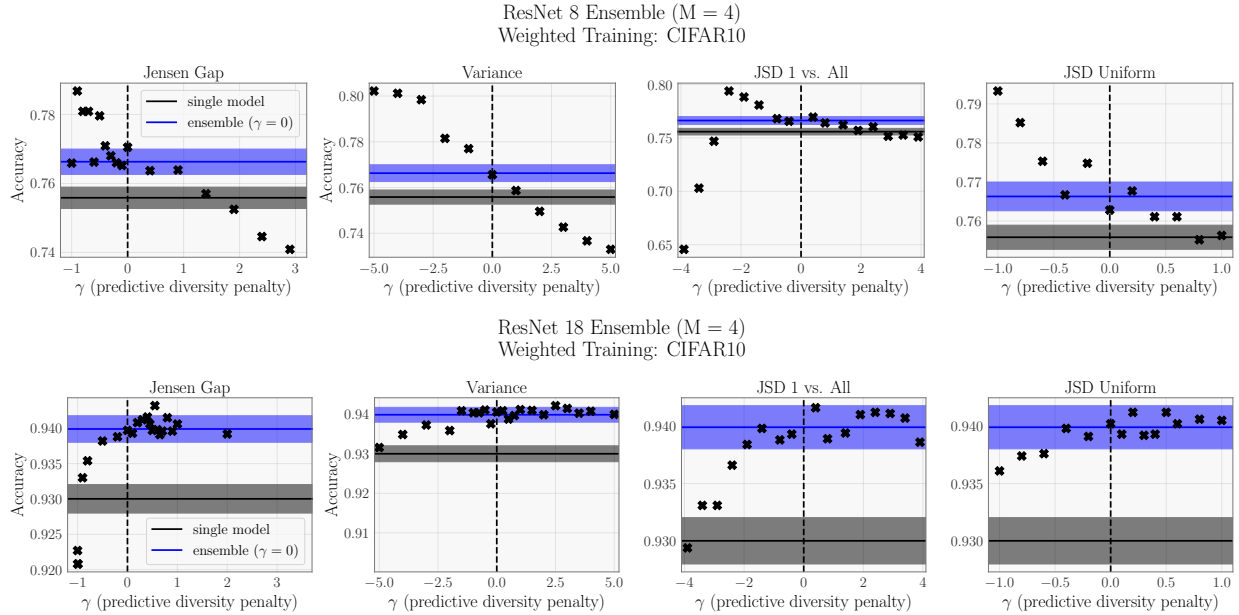 ResNet 8 Ensemble (M = 4)
Weighted Training: CIFAR10
Jensen Gap
Variance
JSD 1 vs. All
JSD Uniform
Accuracy
0.78
0.76
0.74
single model
ensemble (γ = 0)
−1
0
1
2
3
γ (predictive diversity penalty)
0.80
0.78
0.76
0.74
−5.0
−2.5
0.0
2.5
5.0
γ (predictive diversity penalty)
0.80
0.75
0.70
0.65
−4
−2
0
2
4
γ (predictive diversity penalty)
0.79
0.78
0.77
0.76
−1.0
−0.5
0.0
0.5
1.0
γ (predictive diversity penalty)
ResNet 18 Ensemble (M = 4)
Weighted Training: CIFAR10
Jensen Gap
Variance
JSD 1 vs. All
JSD Uniform
Accuracy
0.940
0.935
0.930
0.925
0.920
single model
ensemble (γ = 0)
−1
0
1
2
3
γ (predictive diversity penalty)
Accuracy
0.94
0.93
0.92
0.91
−5.0
−2.5
0.0
2.5
5.0
γ (predictive diversity penalty)
0.940
0.935
0.930
−4
−2
0
2
4
γ (predictive diversity penalty)
0.940
0.935
0.930
−1.0
−0.5
0.0
0.5
1.0
γ (predictive diversity penalty)